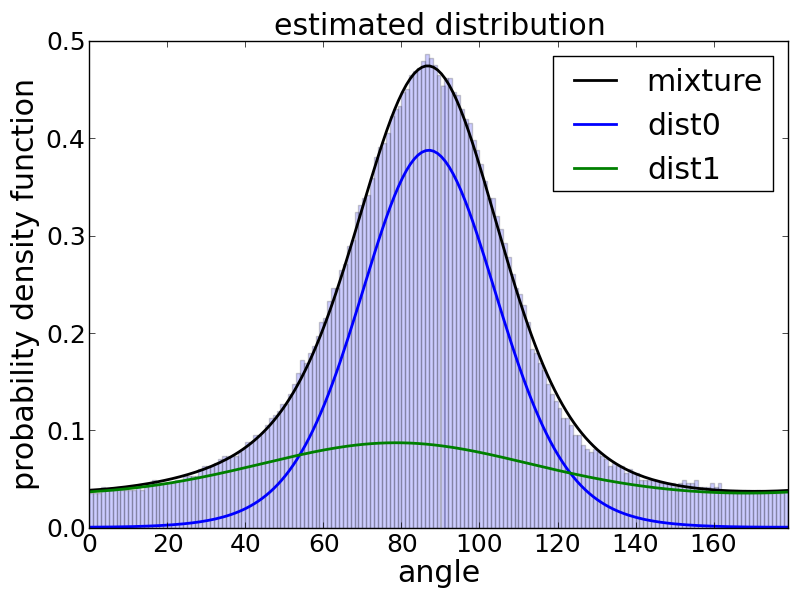 estimated distribution
0.5
0.4
0.3
0.2
0.1
0.0
probability density function
mixture
dist0
dist1
0 20 40 60 80 100 120 140 160
angle